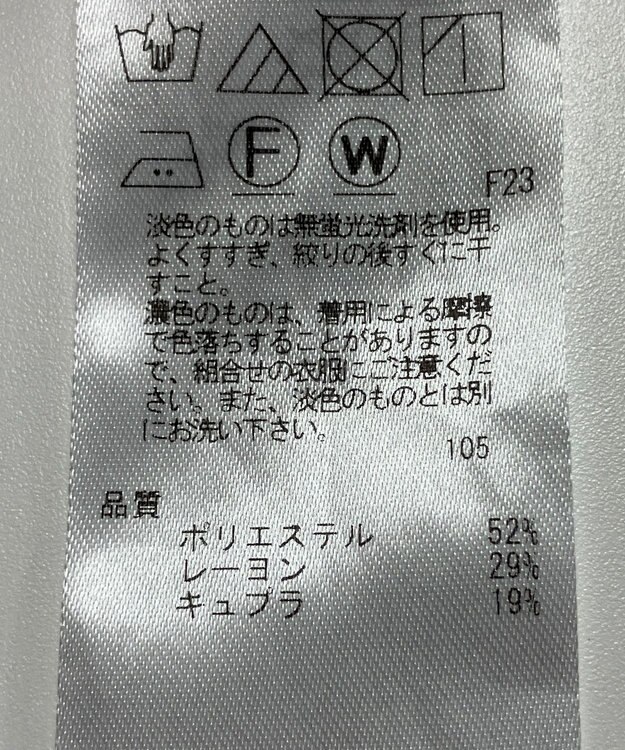 F W
F23
淡色のものは無蛍光洗剤を使用。
よくすすぎ、絞りの後すぐに干
すこと。
濃色のものは、着用による摩擦
で色落ちすることがありますの
で、組合せの衣服にご注意くだ
さい。また、淡色のものとは別
にお洗い下さい。
105
品質
ポリエステル 52%
レーヨン 29%
キュプラ 19%